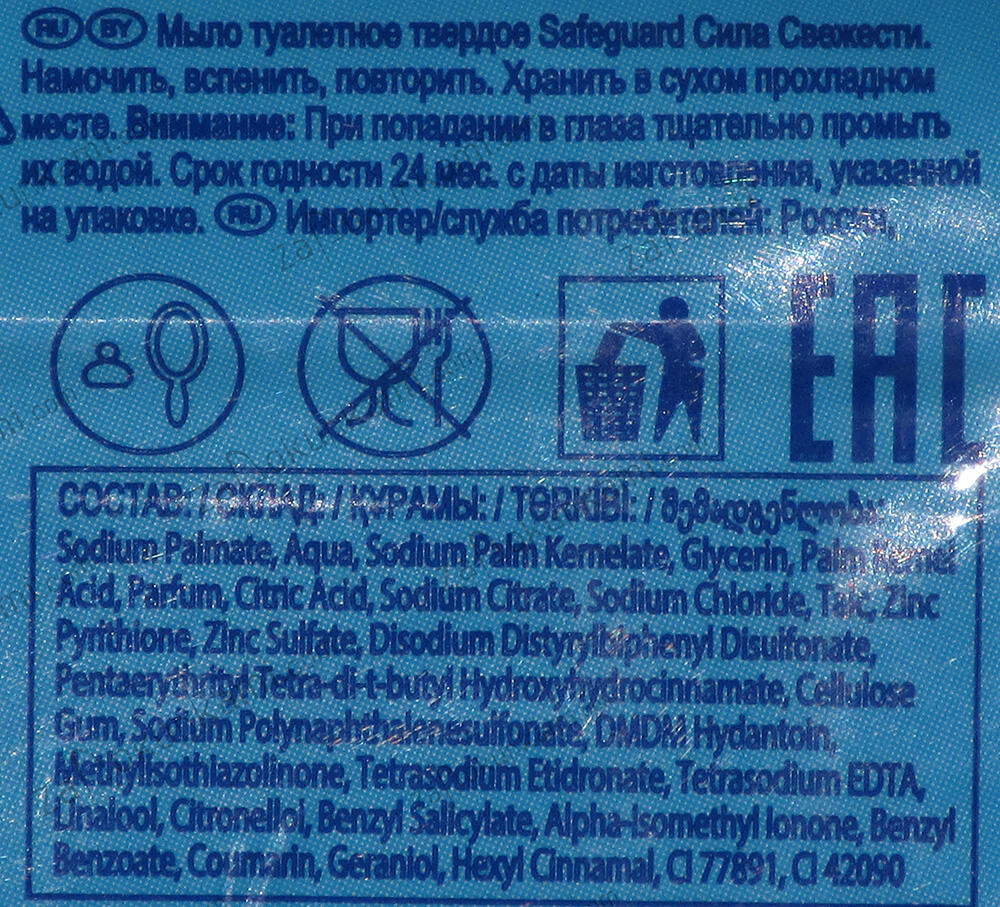 RU BY Мыло туалетное твердое Safeguard Сила Свежести.
Намочить, вспенить, повторить. Хранить в сухом прохладном
месте. Внимание: При попадании в глаза тщательно промыть
их водой. Срок годности 24 мес. с даты изготовления, указанной
на упаковке. RU Импортер/служба потребителей: Россия,
EAC
СОСТАВ: / СКЛАД: / ҚҰРАМЫ: / TƏRKİBİ: / შემადგენლობა:
Sodium Palmate, Aqua, Sodium Palm Kernelate, Glycerin, Palm Kernel
Acid, Parfum, Citric Acid, Sodium Citrate, Sodium Chloride, Talc, Zinc
Pyrithione, Zinc Sulfate, Disodium Distyrylbiphenyl Disulfonate,
Pentaerythrityl Tetra-di-t-butyl Hydroxyhydrocinnamate, Cellulose
Gum, Sodium Polynaphthalenesulfonate, DMDM Hydantoin,
Methylisothiazolinone, Tetrasodium Etidronate, Tetrasodium EDTA,
Linalool, Citronellol, Benzyl Salicylate, Alpha-Isomethyl Ionone, Benzyl
Benzoate, Coumarin, Geraniol, Hexyl Cinnamal, CI 77891, CI 42090